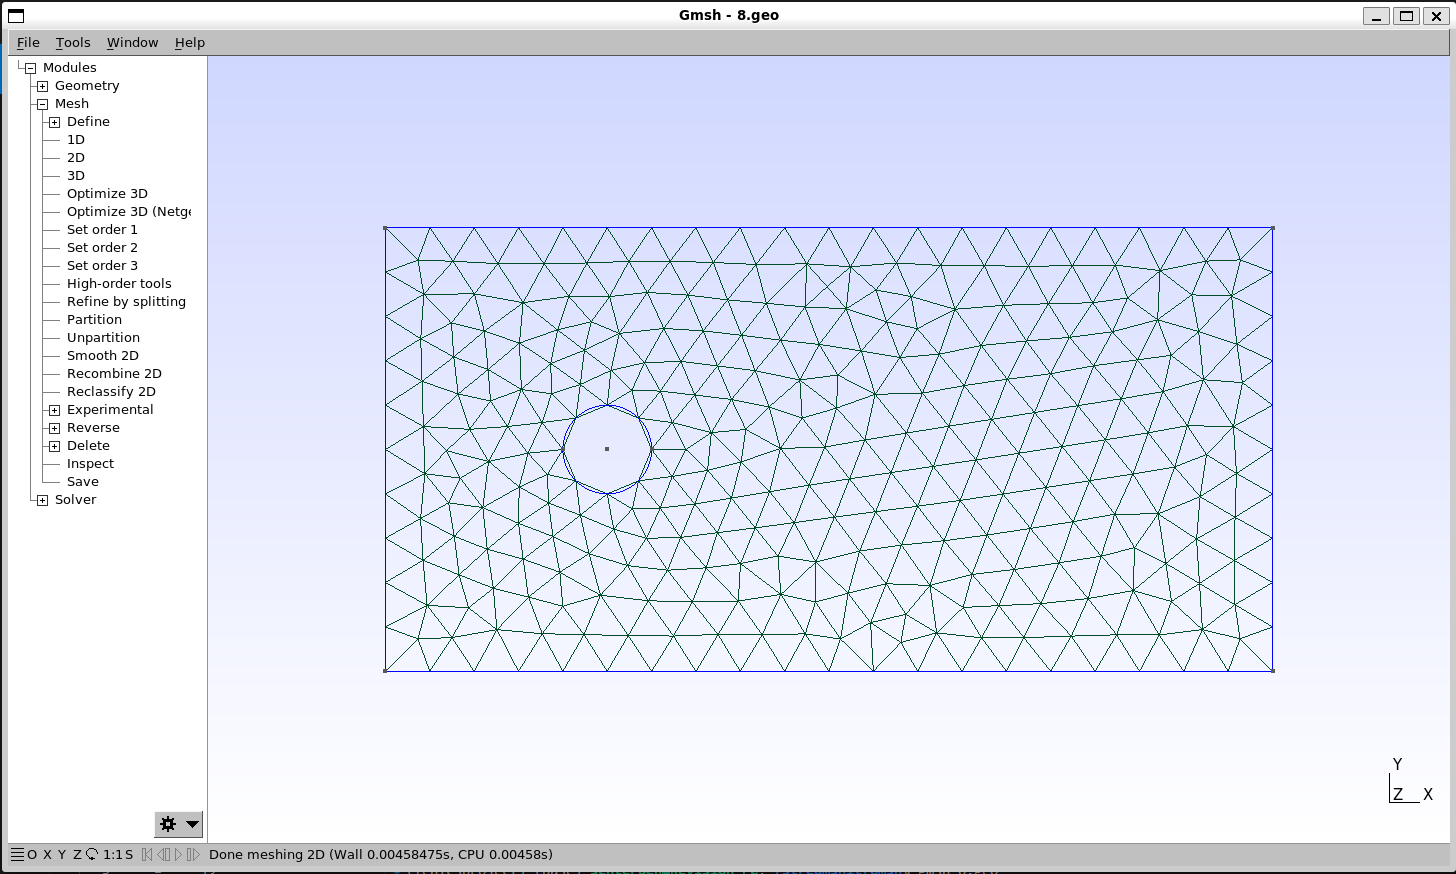 Gmsh - 8.geo
File Tools Window Help
Modules
Geometry
Mesh
Define
1D
2D
3D
Optimize 3D
Optimize 3D (Netg
Set order 1
Set order 2
Set order 3
High-order tools
Refine by splitting
Partition
Unpartition
Smooth 2D
Recombine 2D
Reclassify 2D
Experimental
Reverse
Delete
Inspect
Save
Solver
Y
Z X
O X Y Z 1:1 S Done meshing 2D (Wall 0.00458475s, CPU 0.00458s)